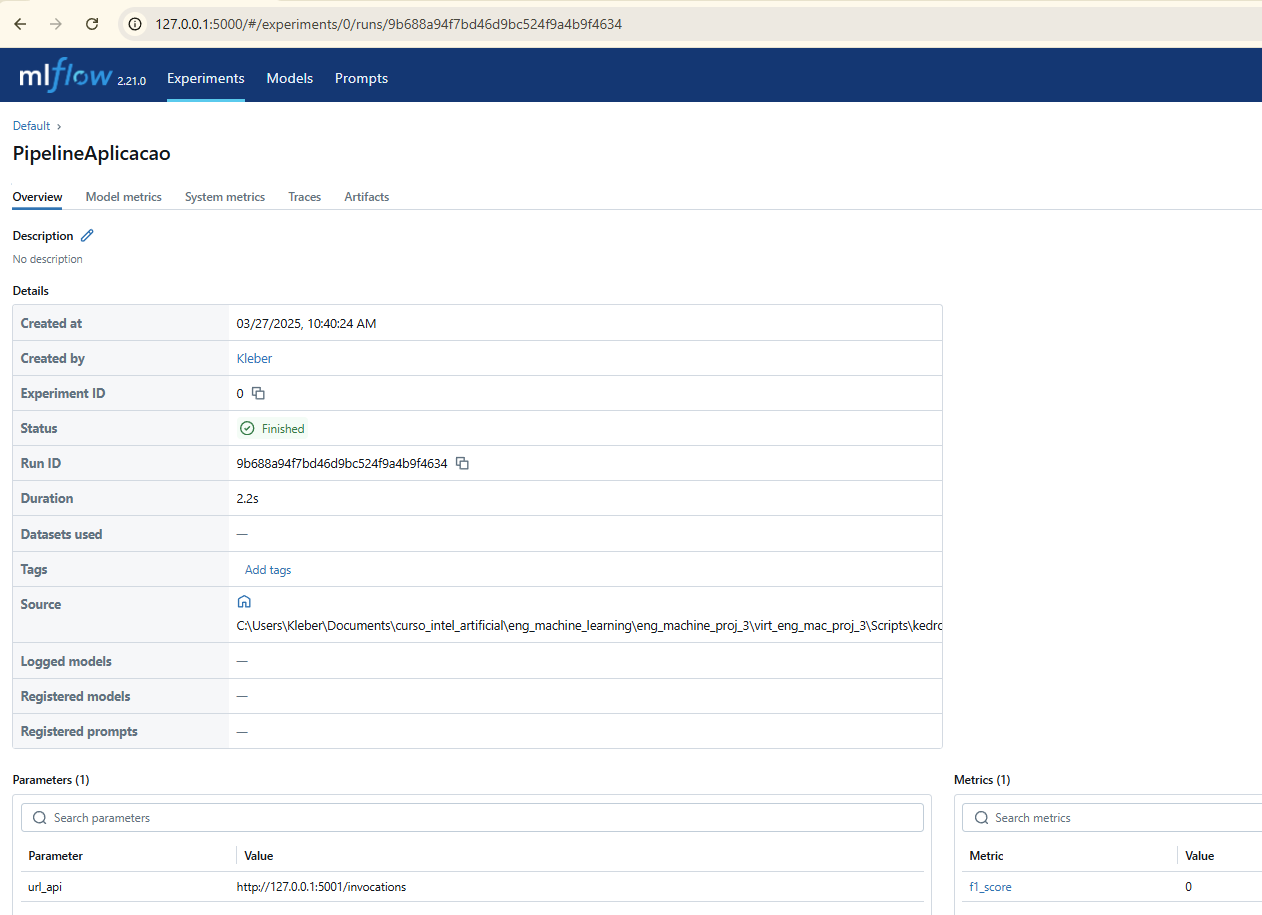 127.0.0.1:5000/#/experiments/0/runs/9b688a94f7bd46d9bc524f9a4b9f4634
mlflow 2.21.0 Experiments Models Prompts
Default ›
PipelineAplicacao
Overview Model metrics System metrics Traces Artifacts
Description
No description
Details
Created at 03/27/2025, 10:40:24 AM
Created by Kleber
Experiment ID 0
Status Finished
Run ID 9b688a94f7bd46d9bc524f9a4b9f4634
Duration 2.2s
Datasets used —
Tags Add tags
Source
C:\Users\Kleber\Documents\curso_intel_artificial\eng_machine_learning\eng_machine_proj_3\virt_eng_mac_proj_3\Scripts\kedro
Logged models —
Registered models —
Registered prompts —
Parameters (1) Metrics (1)
Search parameters Search metrics
Parameter Value Metric Value
url_api http://127.0.0.1:5001/invocations f1_score 0